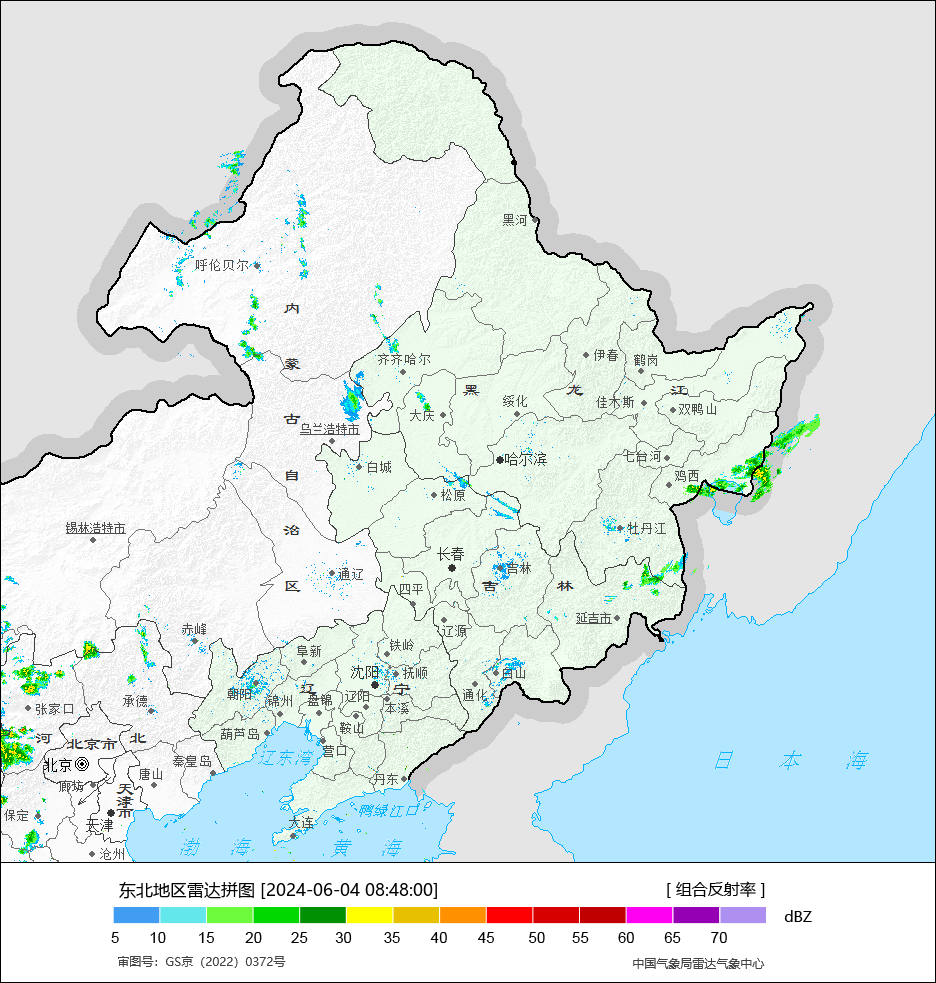 黑河
呼伦贝尔
内
蒙
古
自
治
区
齐齐哈尔
伊春
鹤岗
黑
龙
江
绥化
佳木斯
双鸭山
大庆
乌兰浩特市
哈尔滨
七台河
鸡西
白城
松原
锡林浩特市
牡丹江
长春
吉林
通辽
吉
林
四平
延吉市
辽源
赤峰
铁岭
阜新
沈阳
抚顺
白山
朝阳
辽
宁
锦州
盘锦
辽阳
本溪
通化
承德
张家口
鞍山
葫芦岛
河
北京市
北
营口
辽东湾
日本海
北京
秦皇岛
唐山
丹东
廊坊
天
津
市
鸭绿江口
保定
天津
大连
沧州
渤海
黄海
东北地区雷达拼图 [2024-06-04 08:48:00]
[ 组合反射率 ]
dBZ
5 10 15 20 25 30 35 40 45 50 55 60 65 70
审图号：GS京（2022）0372号
中国气象局雷达气象中心